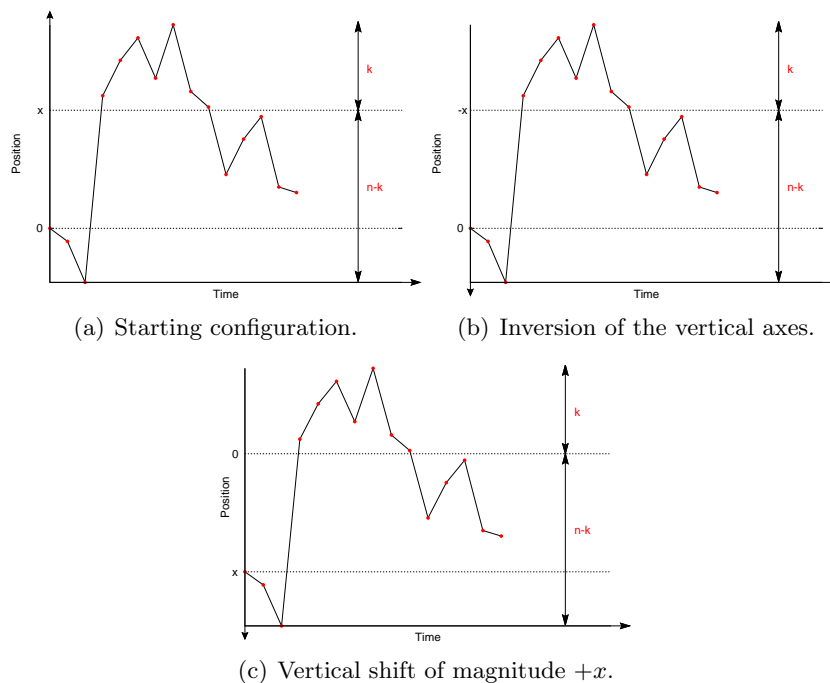 k
x
Position
n-k
0
Time
(a) Starting configuration.
k
-x
Position
n-k
0
Time
(b) Inversion of the vertical axes.
k
0
Position
n-k
x
Time
(c) Vertical shift of magnitude +x.